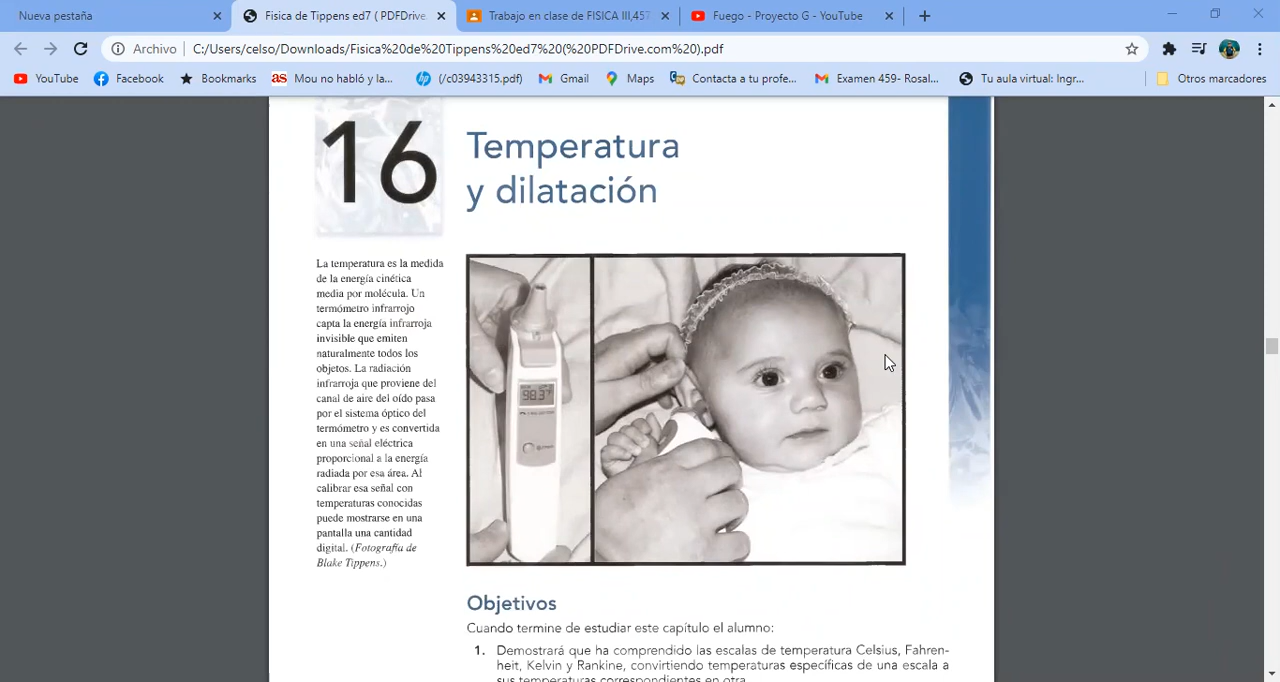 Nueva pestaña
Fisica de Tippens ed7 ( PDFDrive.
Trabajo en clase de FISICA III,457
Fuego - Proyecto G - YouTube
Archivo
C:/Users/celso/Downloads/Fisica%20de%20Tippens%20ed7%20(%20PDFDrive.com%20).pdf
YouTube
Facebook
Bookmarks
as Mou no habló y la...
hp (/c03943315.pdf)
Gmail
Maps
Contacta a tu profe...
Examen 459- Rosal...
Tu aula virtual: Ingr...
Otros marcadores
16
Temperatura
y dilatación
La temperatura es la medida
de la energía cinética
media por molécula. Un
termómetro infrarrojo
capta la energía infrarroja
invisible que emiten
naturalmente todos los
objetos. La radiación
infrarroja que proviene del
canal de aire del oído pasa
por el sistema óptico del
termómetro y es convertida
en una señal eléctrica
proporcional a la energía
radiada por esa área. Al
calibrar esa señal con
temperaturas conocidas
puede mostrarse en una
pantalla una cantidad
digital. (Fotografía de
Blake Tippens.)
98.3
Objetivos
Cuando termine de estudiar este capítulo el alumno:
1. Demostrará que ha comprendido las escalas de temperatura Celsius, Fahren-
heit, Kelvin y Rankine, convirtiendo temperaturas específicas de una escala a
sus temperaturas correspondientes en otra.